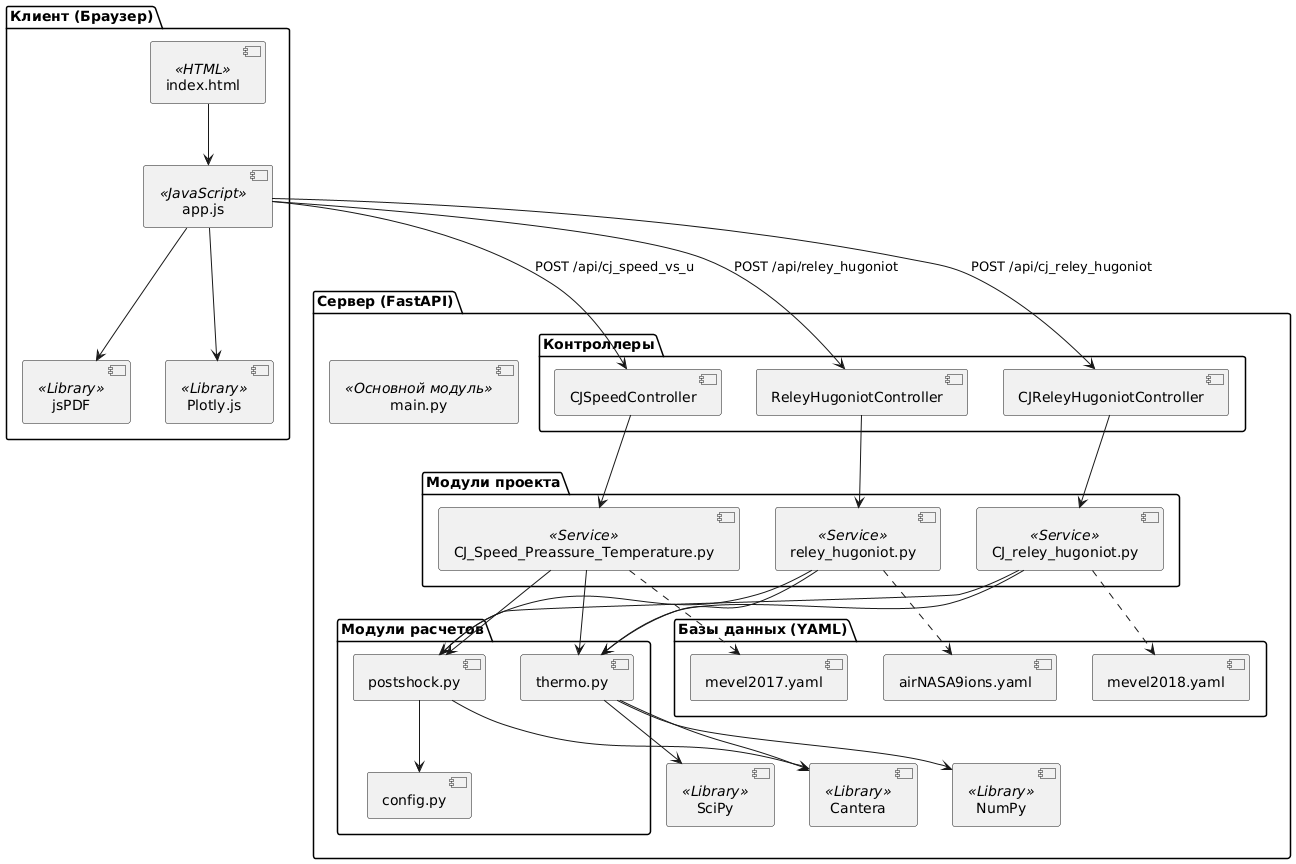 Клиент (Браузер)
«HTML»
index.html
«JavaScript»
app.js
«Library»
jsPDF
«Library»
Plotly.js
POST /api/cj_speed_vs_u
POST /api/reley_hugoniot
POST /api/cj_reley_hugoniot
Сервер (FastAPI)
«Основной модуль»
main.py
Контроллеры
CJSpeedController
ReleyHugoniotController
CJReleyHugoniotController
Модули проекта
«Service»
CJ_Speed_Preassure_Temperature.py
«Service»
reley_hugoniot.py
«Service»
CJ_reley_hugoniot.py
Модули расчетов
postshock.py
thermo.py
config.py
Базы данных (YAML)
mevel2017.yaml
airNASA9ions.yaml
mevel2018.yaml
«Library»
SciPy
«Library»
Cantera
«Library»
NumPy